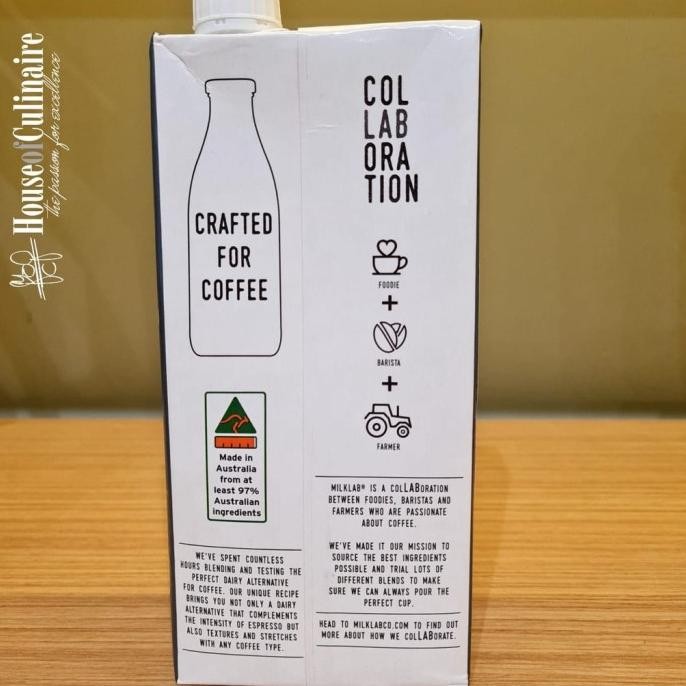 HouseofCulinaire
the passion for excellence
CRAFTED
FOR
COFFEE
Made in
Australia
from at
least 97%
Australian
ingredients
WE'VE SPENT COUNTLESS
HOURS BLENDING AND TESTING THE
PERFECT DAIRY ALTERNATIVE
FOR COFFEE. OUR UNIQUE RECIPE
BRINGS YOU NOT ONLY A DAIRY
ALTERNATIVE THAT COMPLEMENTS
THE INTENSITY OF ESPRESSO BUT
ALSO TEXTURES AND STRETCHES
WITH ANY COFFEE TYPE.
COL
LAB
ORA
TION
FOODIE
+
BARISTA
+
FARMER
MILKLAB® IS A COLLABORATION
BETWEEN FOODIES, BARISTAS AND
FARMERS WHO ARE PASSIONATE
ABOUT COFFEE.
WE'VE MADE IT OUR MISSION TO
SOURCE THE BEST INGREDIENTS
POSSIBLE AND TRIAL LOTS OF
DIFFERENT BLENDS TO MAKE
SURE WE CAN ALWAYS POUR THE
PERFECT CUP.
HEAD TO MILKLABCO.COM TO FIND OUT
MORE ABOUT HOW WE COLLABORATE.